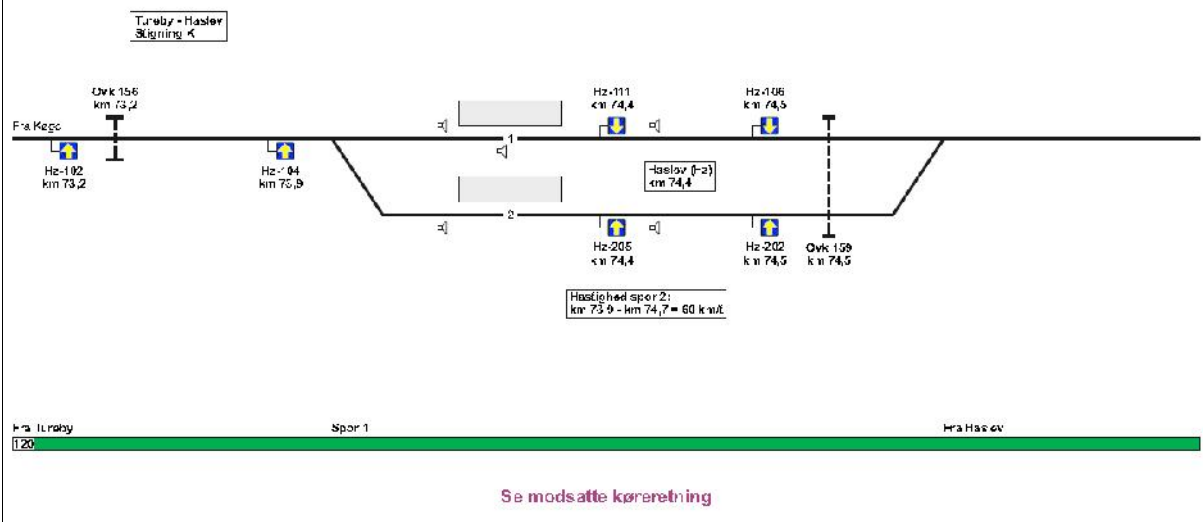 Tureby - Haslev
Stigning K
Ovk 156
km 73,2
Hz-111
km 74,4
Hz-106
km 74,5
Fra Køge
1
Hz-102
km 73,2
Hz-104
km 73,9
Haslev (Hz)
km 74,4
2
Hz-205
km 74,4
Hz-202
km 74,5
Ovk 159
km 74,5
Hastighed spor 2:
km 73,9 - km 74,7 = 60 km/t
Fra Tureby
Spor 1
Fra Haslev
120
Se modsatte køreretning